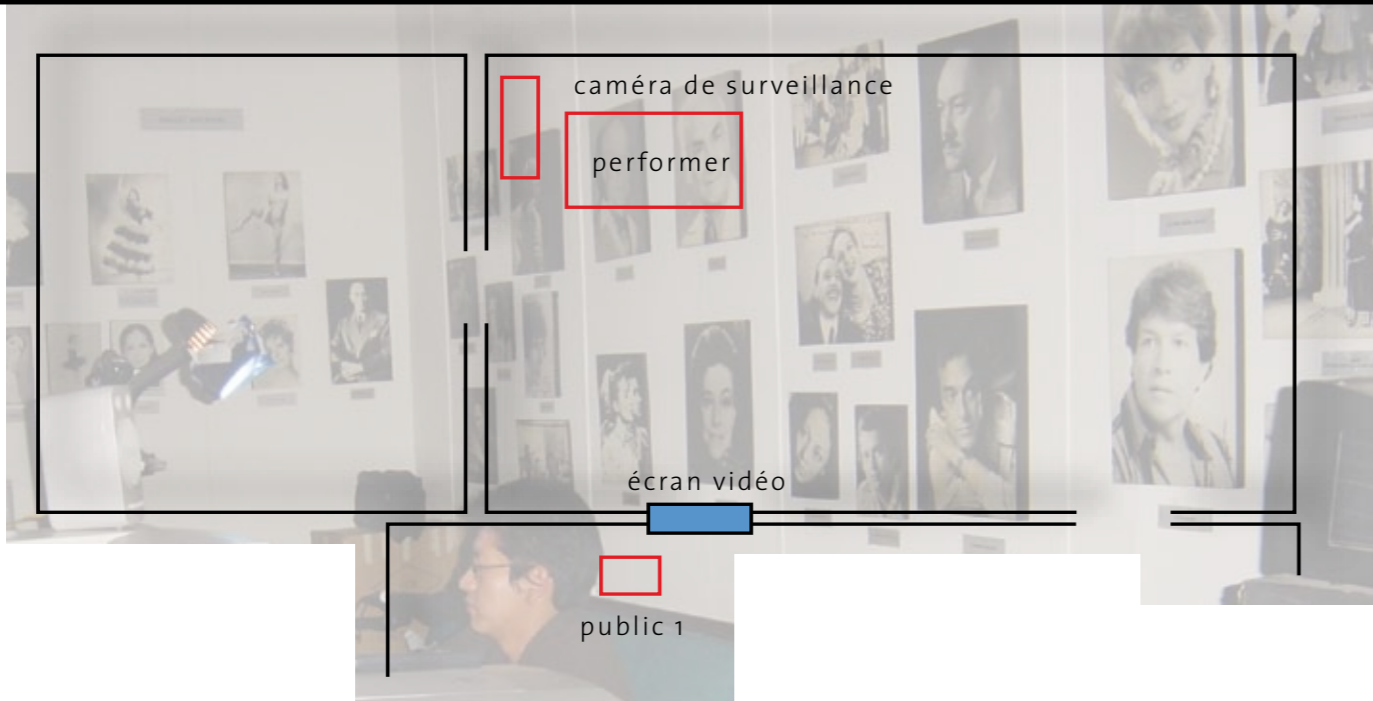 caméra de surveillance
performer
écran vidéo
public 1